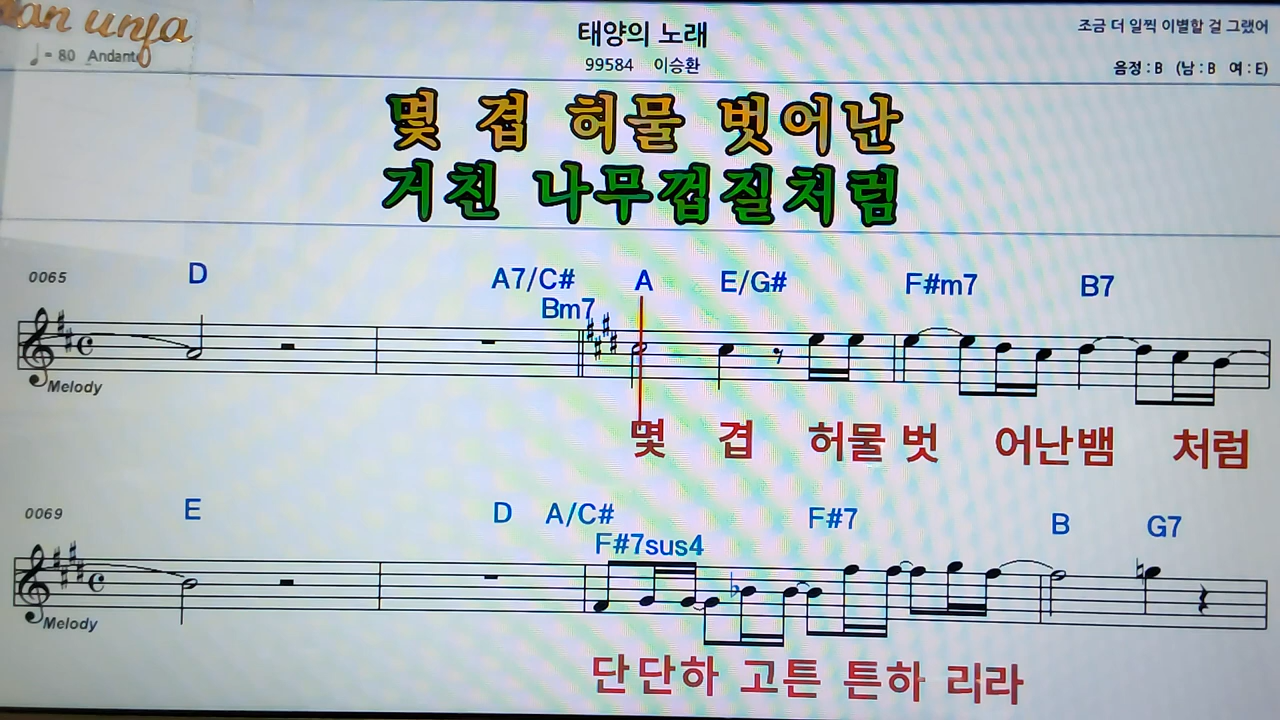 an unja
♩= 80 Andante
태양의 노래
99584 이승환
조금 더 일찍 이별할 걸 그랬어
음정 : B (남 : B 여 : E)
몇 겹 허물 벗어난
거친 나무껍질처럼
0065 D A7/C# A E/G# F#m7 B7
Bm7
Melody
몇 겹 허물 벗 어난뱀 처럼
0069 E D A/C# F#7 B G7
F#7sus4
Melody
단단하 고튼 튼하 리라